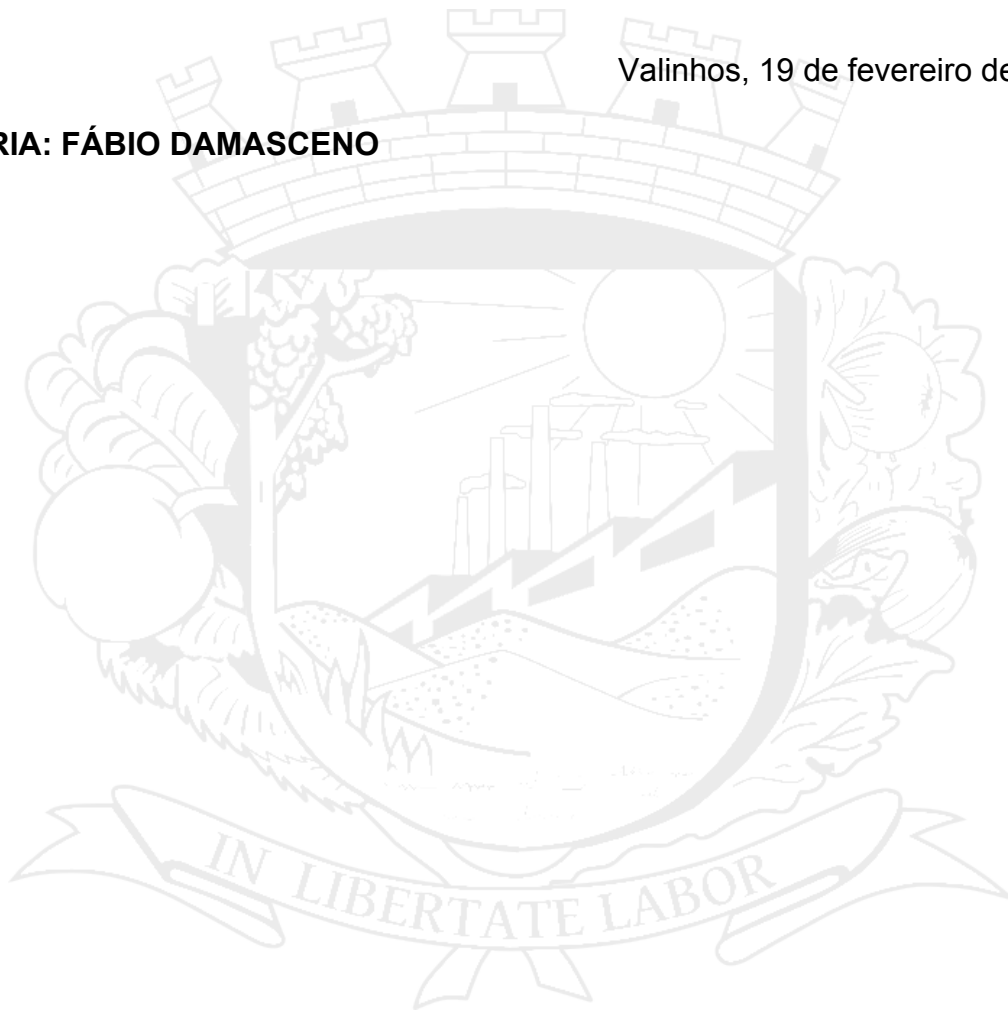 Valinhos, 19 de fevereiro de
RIA: FÁBIO DAMASCENO
IN LIBERTATE LABOR